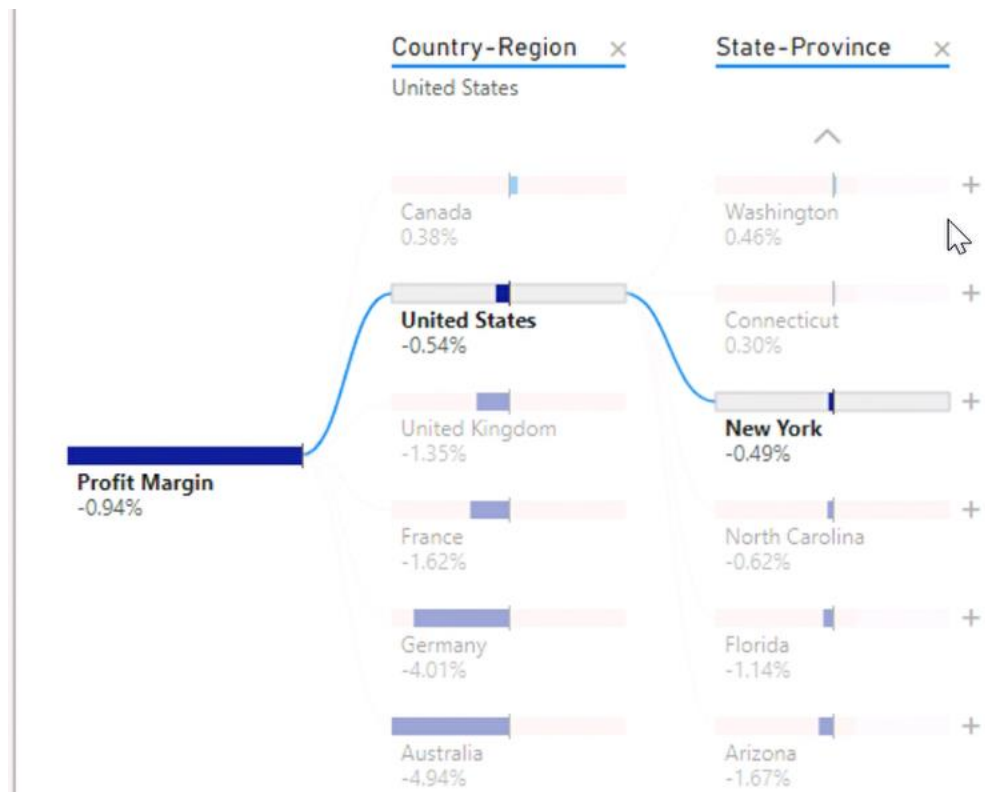 Country-Region ×
State-Province ×
United States
Canada
0.38%
Washington
0.46%
United States
-0.54%
Connecticut
0.30%
United Kingdom
-1.35%
New York
-0.49%
Profit Margin
-0.94%
France
-1.62%
North Carolina
-0.62%
Germany
-4.01%
Florida
-1.14%
Australia
-4.94%
Arizona
-1.67%